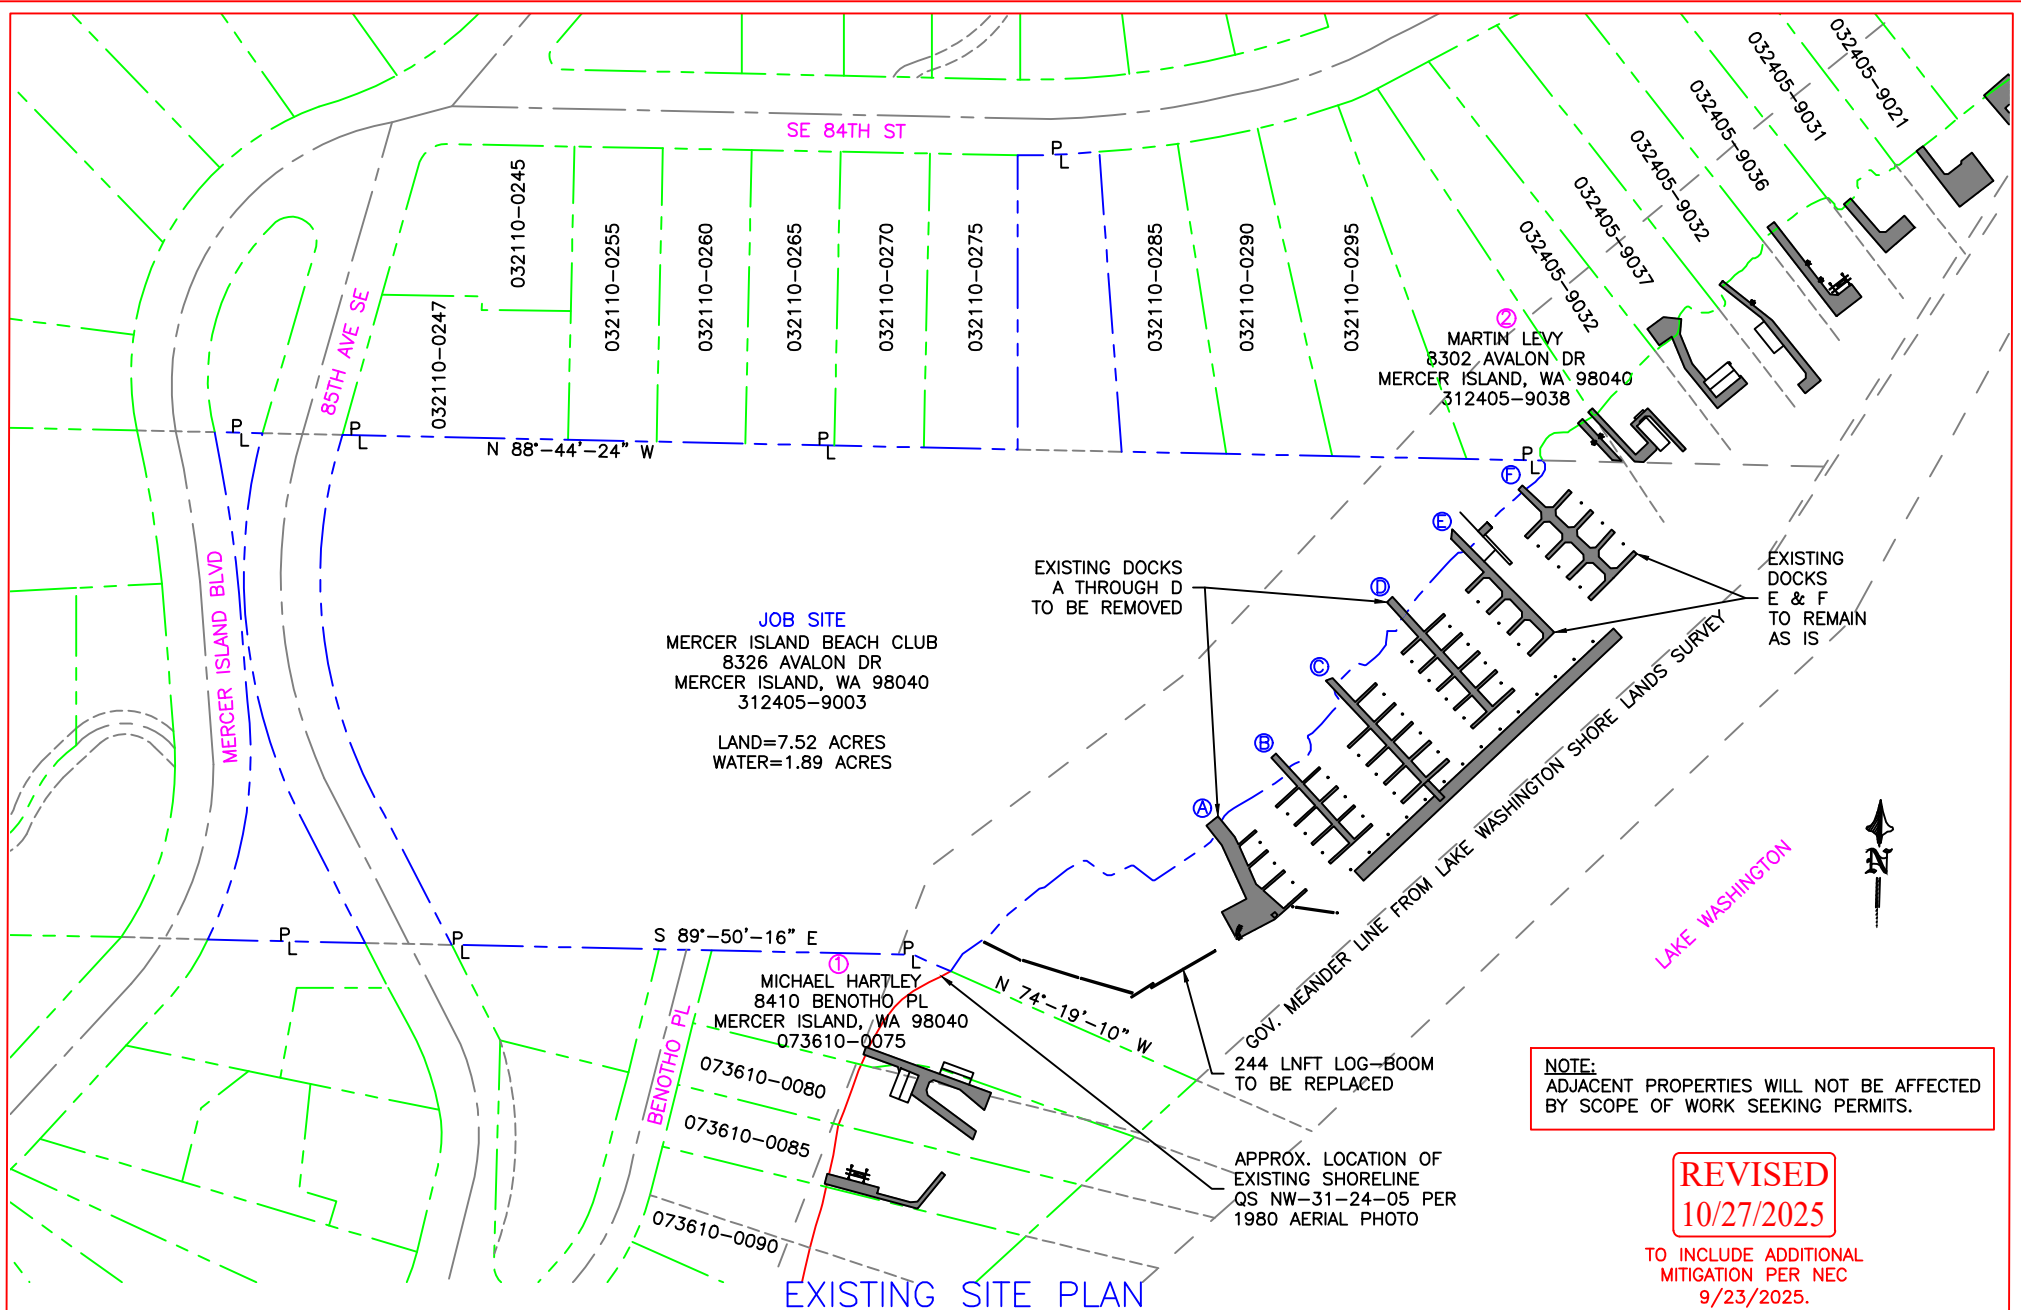 SE 84TH ST
85TH AVE SE
MERCER ISLAND BLVD
032110-0245
032110-0247
032110-0255
032110-0260
032110-0265
032110-0270
032110-0275
032110-0285
032110-0290
032110-0295
032405-9032
032405-9037
032405-9032
032405-9036
032405-9031
032405-9021
PL
PL
PL
PL
PL
N 88°-44'-24" W
2
MARTIN LEVY
8302 AVALON DR
MERCER ISLAND, WA 98040
312405-9038
JOB SITE
MERCER ISLAND BEACH CLUB
8326 AVALON DR
MERCER ISLAND, WA 98040
312405-9003
LAND=7.52 ACRES
WATER=1.89 ACRES
EXISTING DOCKS
A THROUGH D
TO BE REMOVED
EXISTING
DOCKS
E & F
TO REMAIN
AS IS
F
E
D
C
B
A
GOV. MEANDER LINE FROM LAKE WASHINGTON SHORE LANDS SURVEY
LAKE WASHINGTON
N
PL
PL
PL
S 89°-50'-16" E
1
MICHAEL HARTLEY
8410 BENOTHO PL
MERCER ISLAND, WA 98040
073610-0075
BENOTHO PL
073610-0080
073610-0085
073610-0090
N 74°-19'-10" W
244 LNFT LOG-BOOM
TO BE REPLACED
APPROX. LOCATION OF
EXISTING SHORELINE
QS NW-31-24-05 PER
1980 AERIAL PHOTO
NOTE:
ADJACENT PROPERTIES WILL NOT BE AFFECTED
BY SCOPE OF WORK SEEKING PERMITS.
REVISED
10/27/2025
TO INCLUDE ADDITIONAL
MITIGATION PER NEC
9/23/2025.
EXISTING SITE PLAN